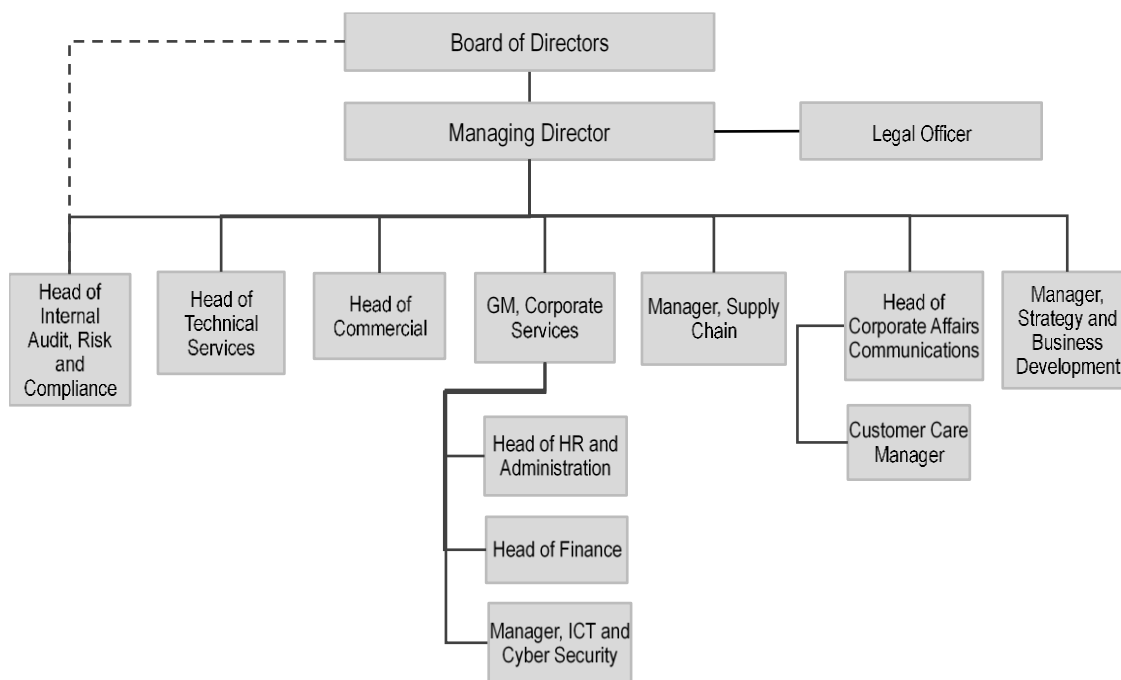 Board of Directors
Managing Director
Legal Officer
Head of
Internal
Audit, Risk
and
Compliance
Head of
Technical
Services
Head of
Commercial
GM, Corporate
Services
Manager, Supply
Chain
Head of
Corporate Affairs
Communications
Manager,
Strategy and
Business
Development
Head of HR and
Administration
Customer Care
Manager
Head of Finance
Manager, ICT and
Cyber Security